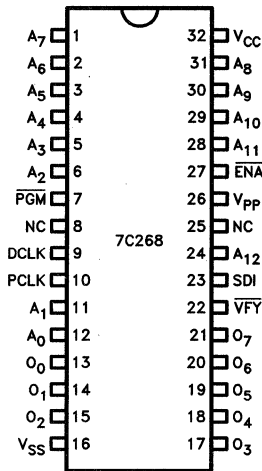 A7 1 32 VCC
A6 2 31 A8
A5 3 30 A9
A4 4 29 A10
A3 5 28 A11
A2 6 27 E̅N̅A̅
P̅G̅M̅ 7 26 VPP
NC 8 25 NC
7C268
DCLK 9 24 A12
PCLK 10 23 SDI
A1 11 22 V̅F̅Y̅
A0 12 21 O7
O0 13 20 O6
O1 14 19 O5
O2 15 18 O4
VSS 16 17 O3